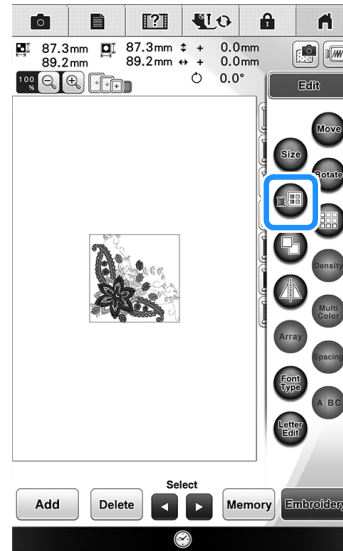 87.3mm 87.3mm + 0.0mm
89.2mm 89.2mm + 0.0mm
100 % 0.0°
Edit
Move
Size
Rotate
Density
Multi Color
Array
Spacing
Font Type
A BC
Letter Edit
Select
Add Delete Memory Embroidery